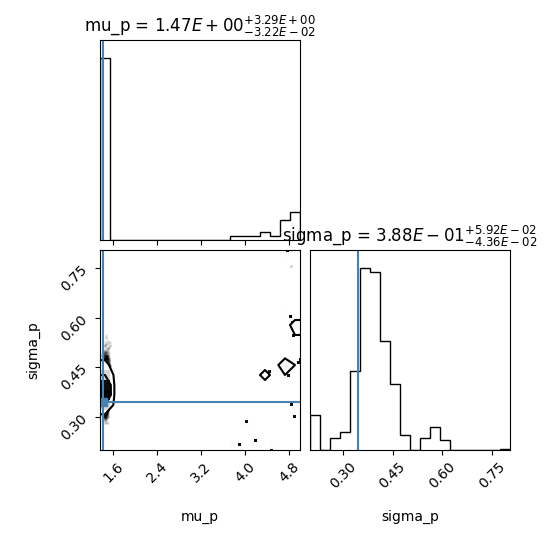 mu_p = 1.47E + 00 +3.29E + 00 −3.22E − 02
sigma_p = 3.88E − 01 +5.92E − 02 −4.36E − 02
sigma_p
0.75
0.60
0.45
0.30
1.6 2.4 3.2 4.0 4.8
0.30 0.45 0.60 0.75
mu_p
sigma_p